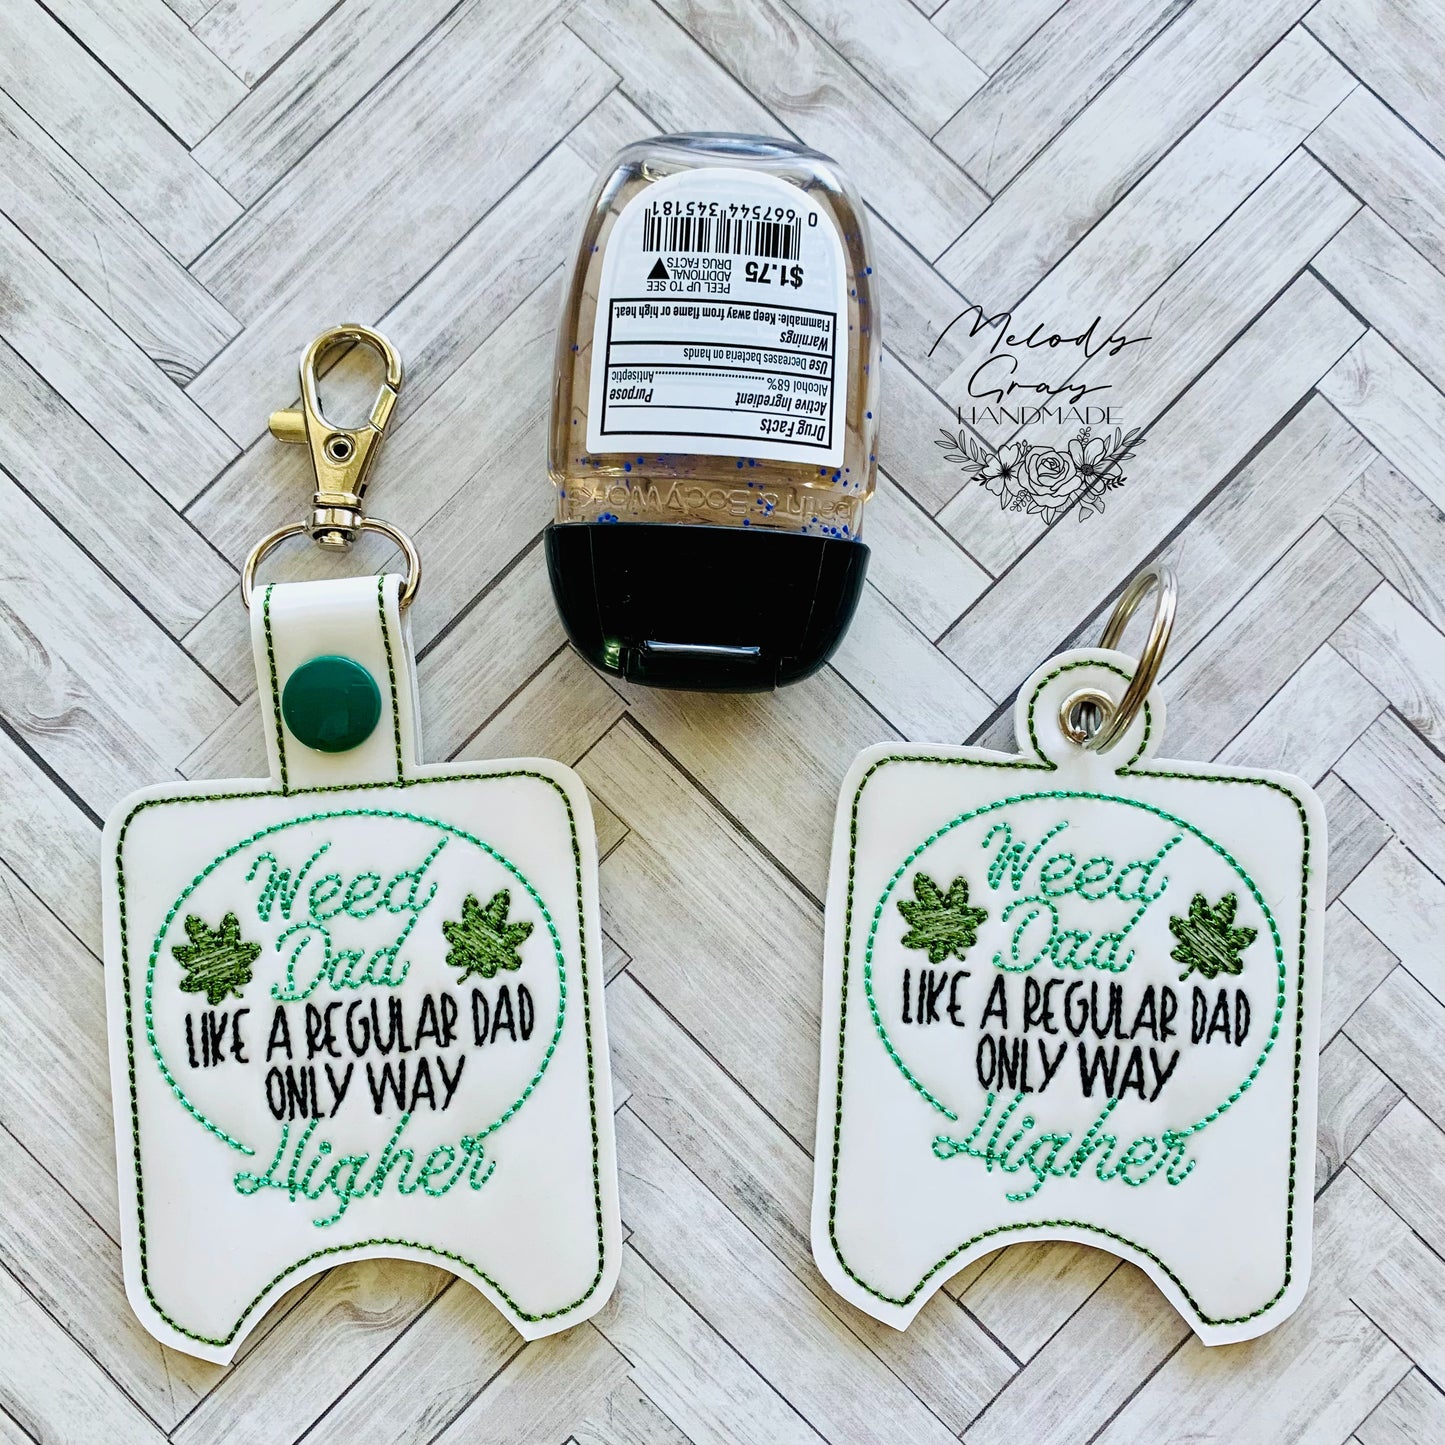 Drug Facts
Active Ingredient Purpose
Alcohol 68% Antiseptic
Use Decreases bacteria on hands
Warnings
Flammable: Keep away from flame or high heat.
$1.75
PEEL UP TO SEE
ADDITIONAL
DRUG FACTS
0 667544 345181
Bath & Body Works
Melody
Gray
HANDMADE
Weed
Dad
LIKE A REGULAR DAD
ONLY WAY
Higher
Weed
Dad
LIKE A REGULAR DAD
ONLY WAY
Higher